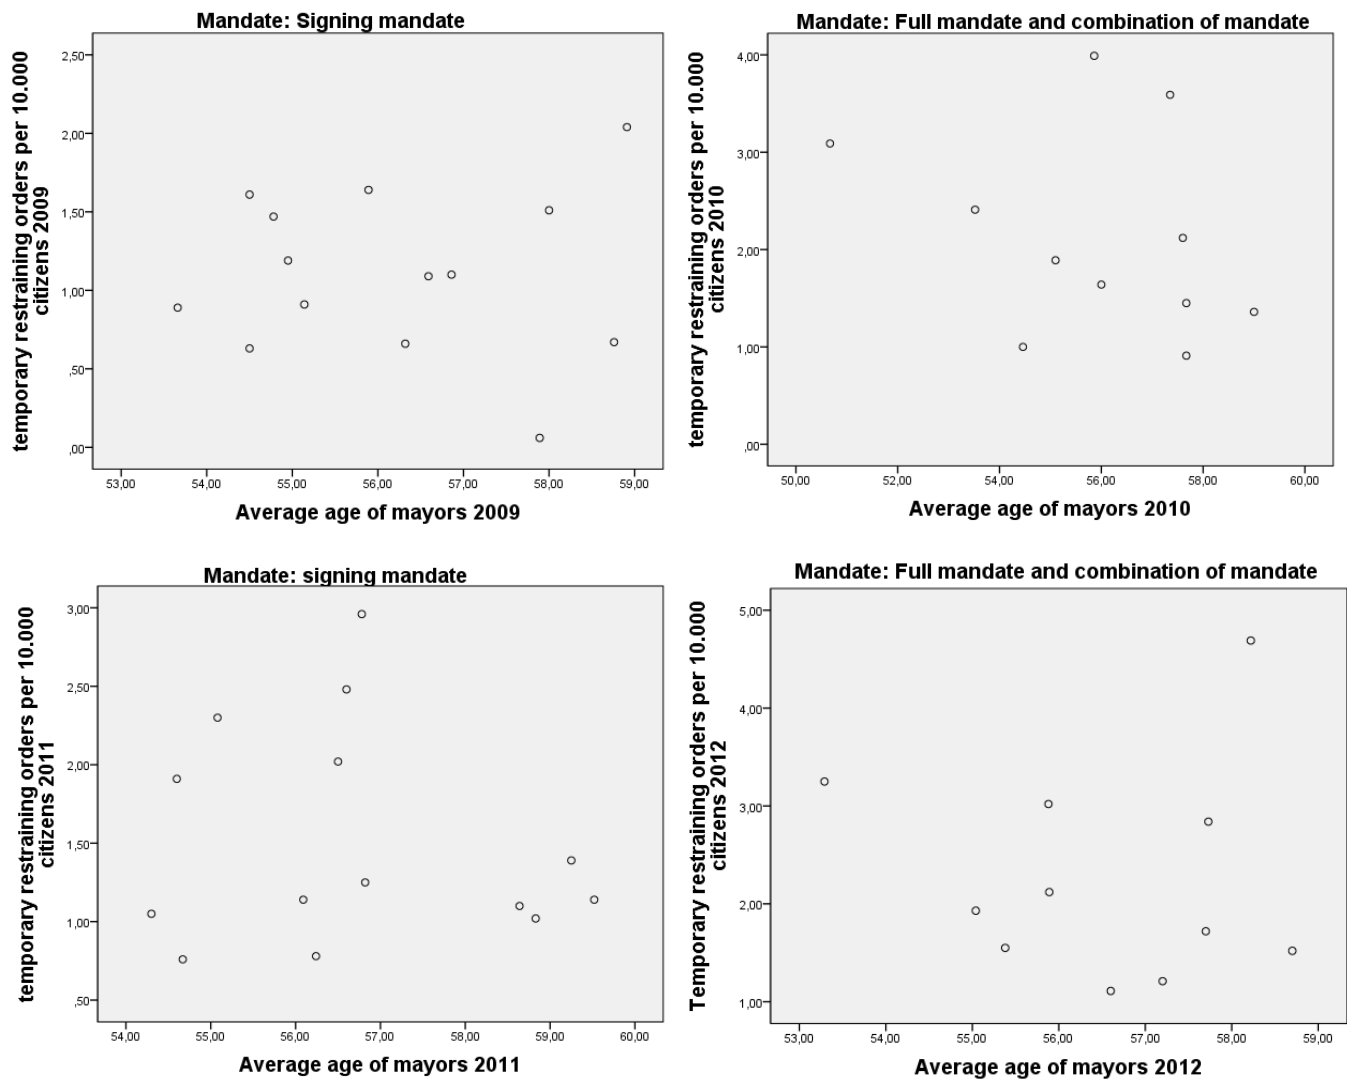 Mandate: Signing mandate
temporary restraining orders per 10.000
citizens 2009
2,50
2,00
1,50
1,00
,50
,00
53,00 54,00 55,00 56,00 57,00 58,00 59,00
Average age of mayors 2009
Mandate: Full mandate and combination of mandate
temporary restraining orders per 10.000
citizens 2010
4,00
3,00
2,00
1,00
,00
50,00 52,00 54,00 56,00 58,00 60,00
Average age of mayors 2010
Mandate: signing mandate
temporary restraining orders per 10.000
citizens 2011
3,00
2,50
2,00
1,50
1,00
,50
54,00 55,00 56,00 57,00 58,00 59,00 60,00
Average age of mayors 2011
Mandate: Full mandate and combination of mandate
Temporary restraining orders per 10.000
citizens 2012
5,00
4,00
3,00
2,00
1,00
53,00 54,00 55,00 56,00 57,00 58,00 59,00
Average age of mayors 2012